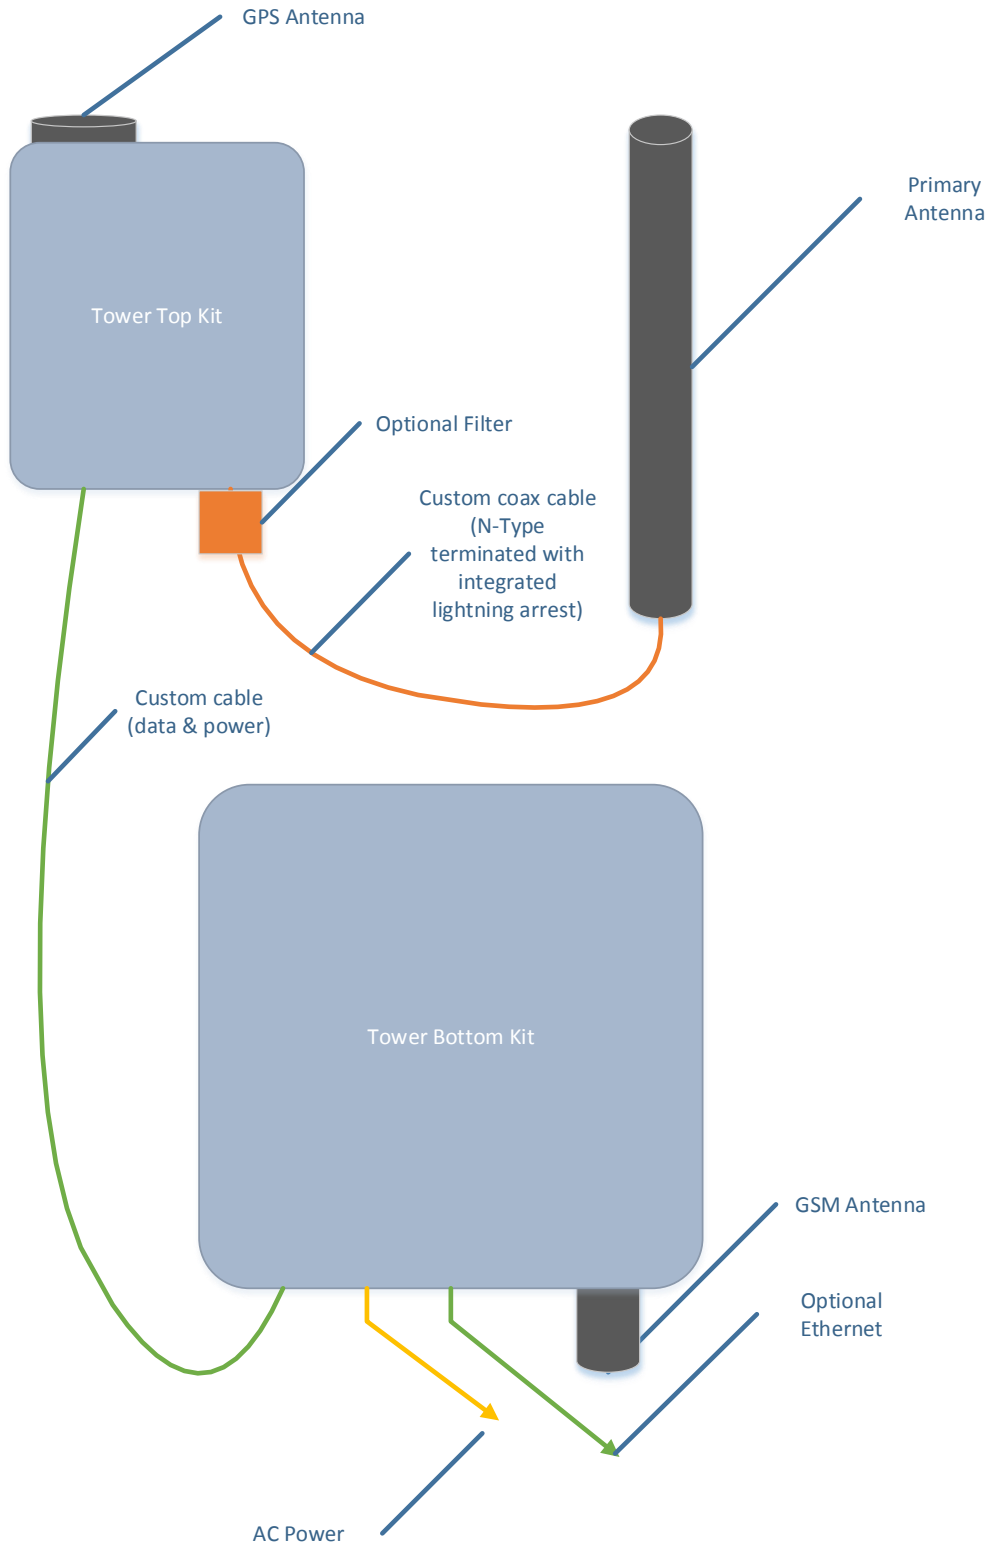 GPS Antenna
Primary
Antenna
Tower Top Kit
Optional Filter
Custom coax cable
(N-Type
terminated with
integrated
lightning arrest)
Custom cable
(data & power)
Tower Bottom Kit
GSM Antenna
Optional
Ethernet
AC Power